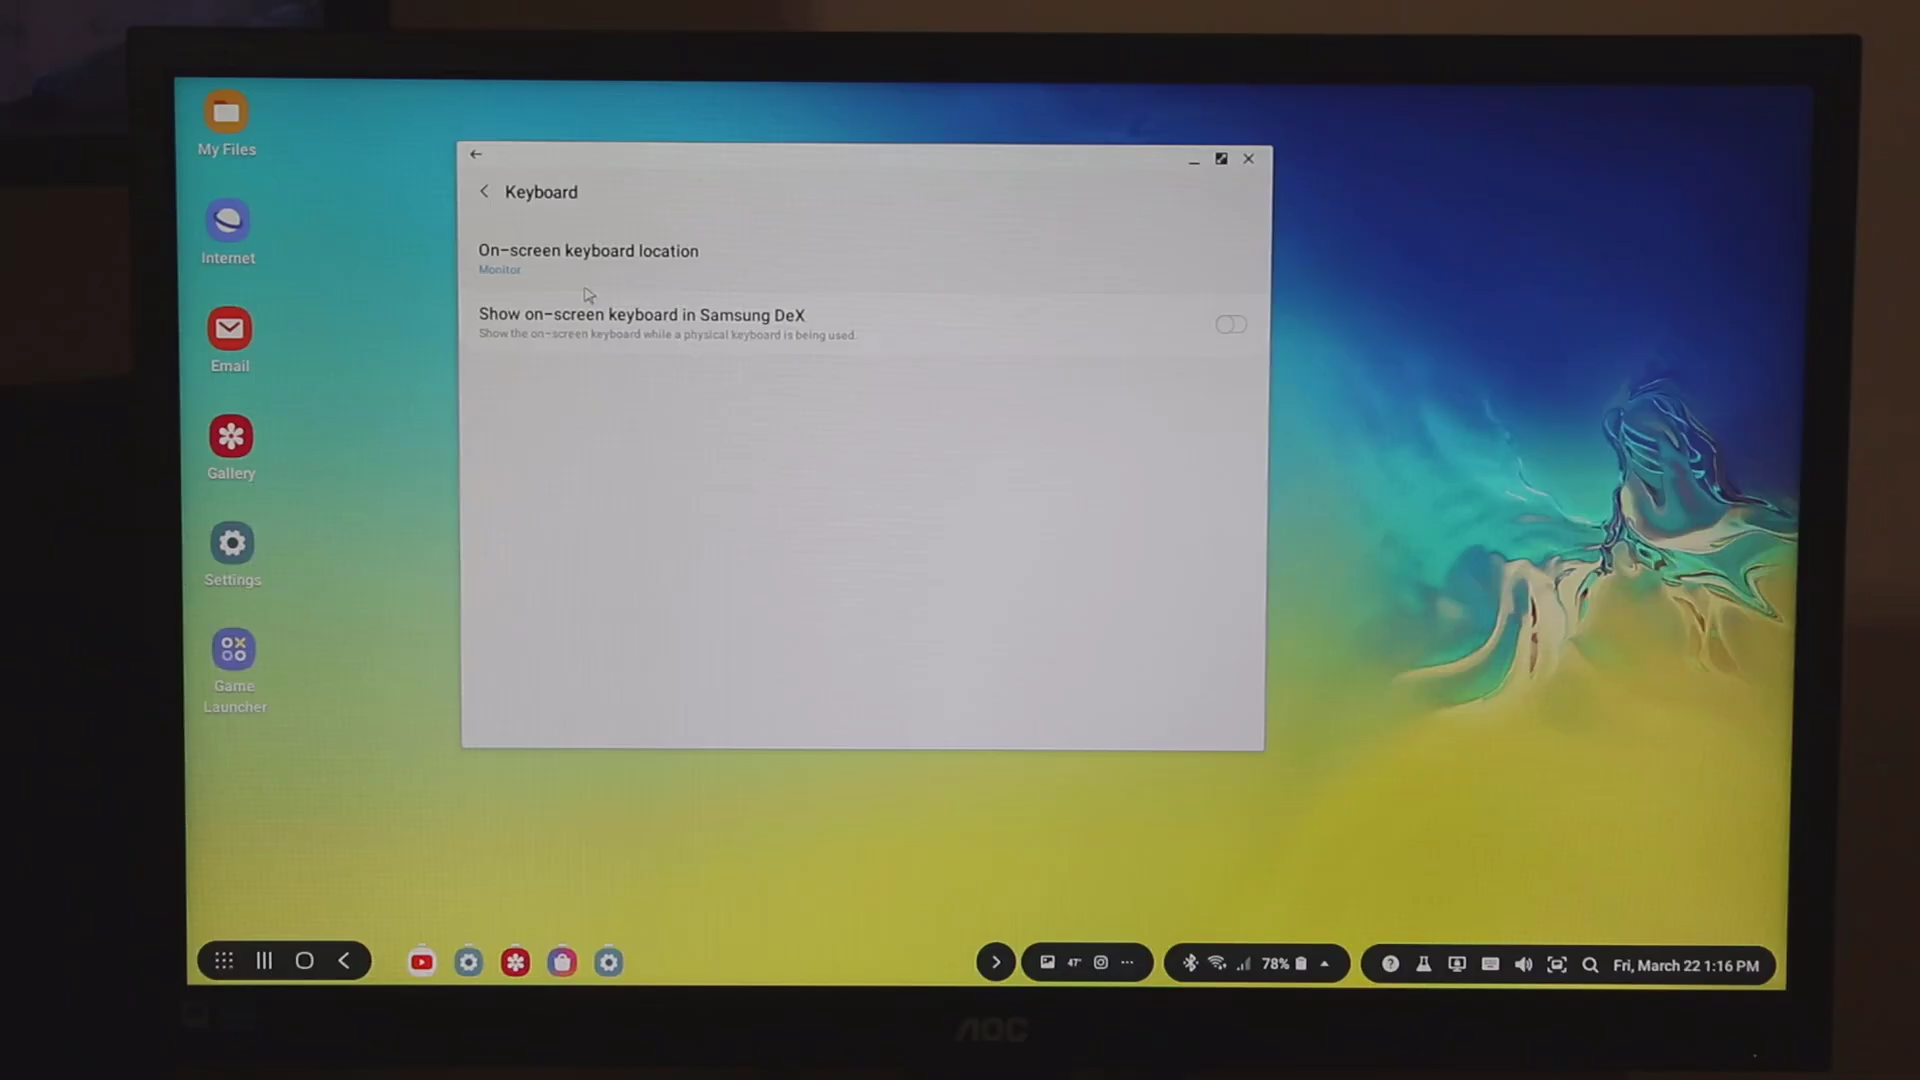 My Files
Internet
Email
Gallery
Settings
Game
Launcher
Keyboard
On-screen keyboard location
Monitor
Show on-screen keyboard in Samsung DeX
Show the on-screen keyboard while a physical keyboard is being used.
47°
78%
Fri, March 22 1:16 PM
AOC